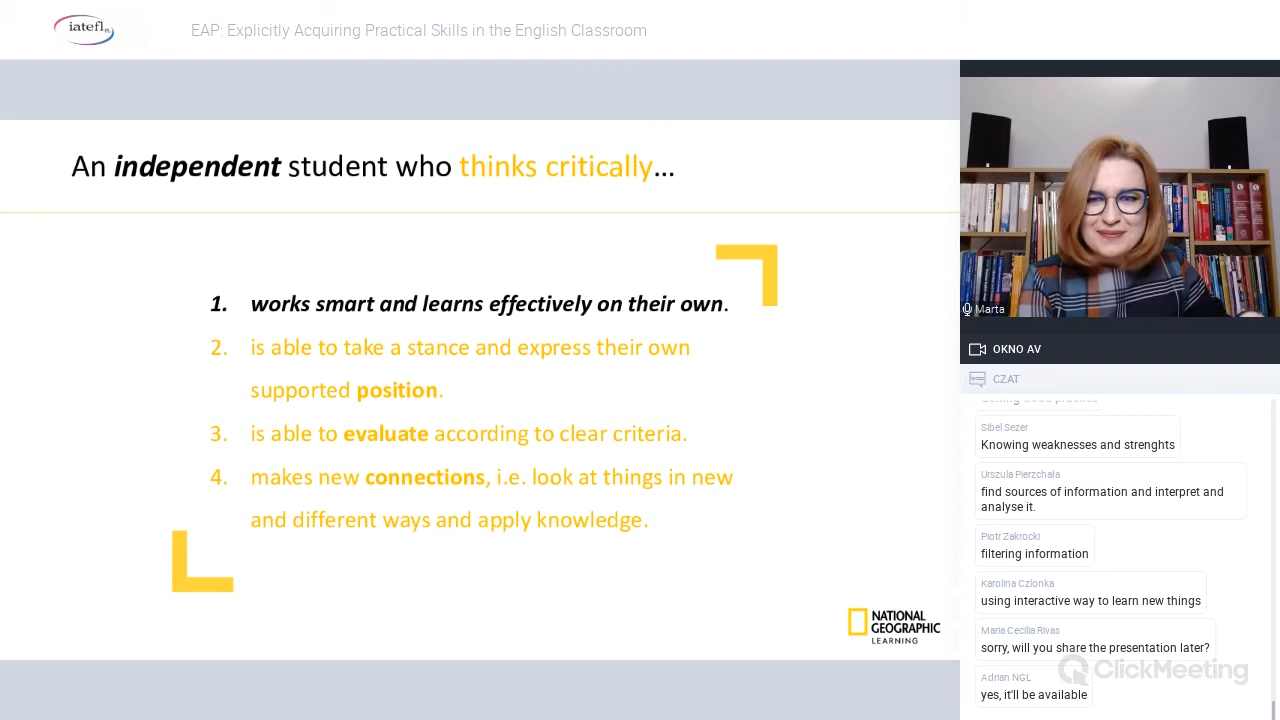 iatefl PL
EAP: Explicitly Acquiring Practical Skills in the English Classroom
An independent student who thinks critically...
1. works smart and learns effectively on their own.
2. is able to take a stance and express their own
supported position.
3. is able to evaluate according to clear criteria.
4. makes new connections, i.e. look at things in new
and different ways and apply knowledge.
NATIONAL
GEOGRAPHIC
LEARNING
Marta
OKNO AV
CZAT
Sibel Sezer
Knowing weaknesses and strenghts
Urszula Pierzchała
find sources of information and interpret and
analyse it.
Piotr Zakrocki
filtering information
Karolina Czlonka
using interactive way to learn new things
Maria Cecilia Rivas
sorry, will you share the presentation later?
Adrian NGL
yes, it'll be available
ClickMeeting